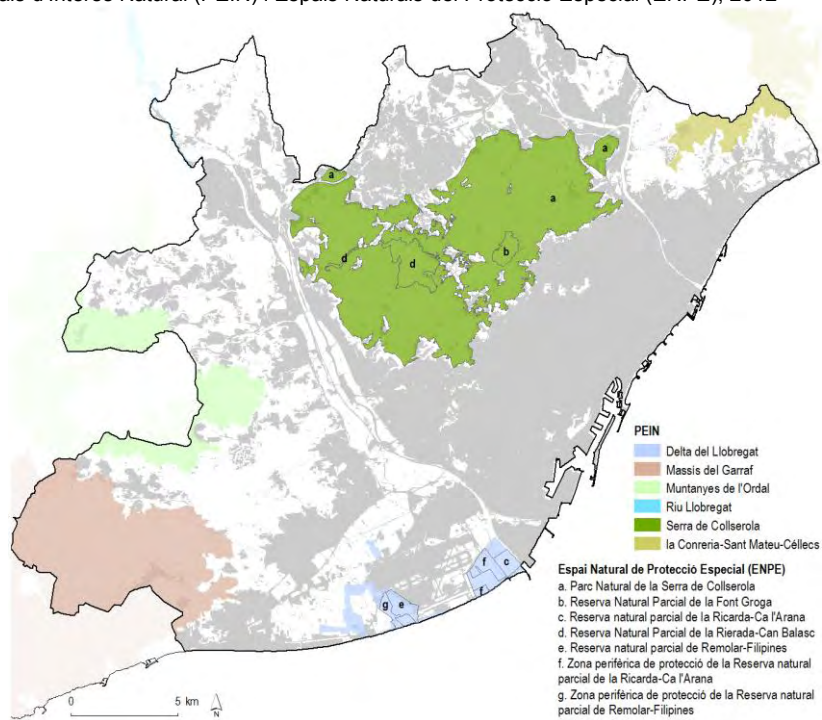 d'Interès Natural (PEIN) i Espais Naturals del Protecció Especial (ENPE), 2012
a
a
a
b
d
d
PEIN
Delta del Llobregat
Massis del Garraf
Muntanyes de l'Ordal
Riu Llobregat
Serra de Collserola
la Conreria-Sant Mateu-Céllecs
f
c
f
g
e
Espai Natural de Protecció Especial (ENPE)
a. Parc Natural de la Serra de Collserola
b. Reserva Natural Parcial de la Font Groga
c. Reserva natural parcial de la Ricarda-Ca l'Arana
d. Reserva Natural Parcial de la Rierada-Can Balasc
e. Reserva natural parcial de Remolar-Filipines
f. Zona perifèrica de protecció de la Reserva natural
parcial de la Ricarda-Ca l'Arana
g. Zona perifèrica de protecció de la Reserva natural
parcial de Remolar-Filipines
0 5 km
N